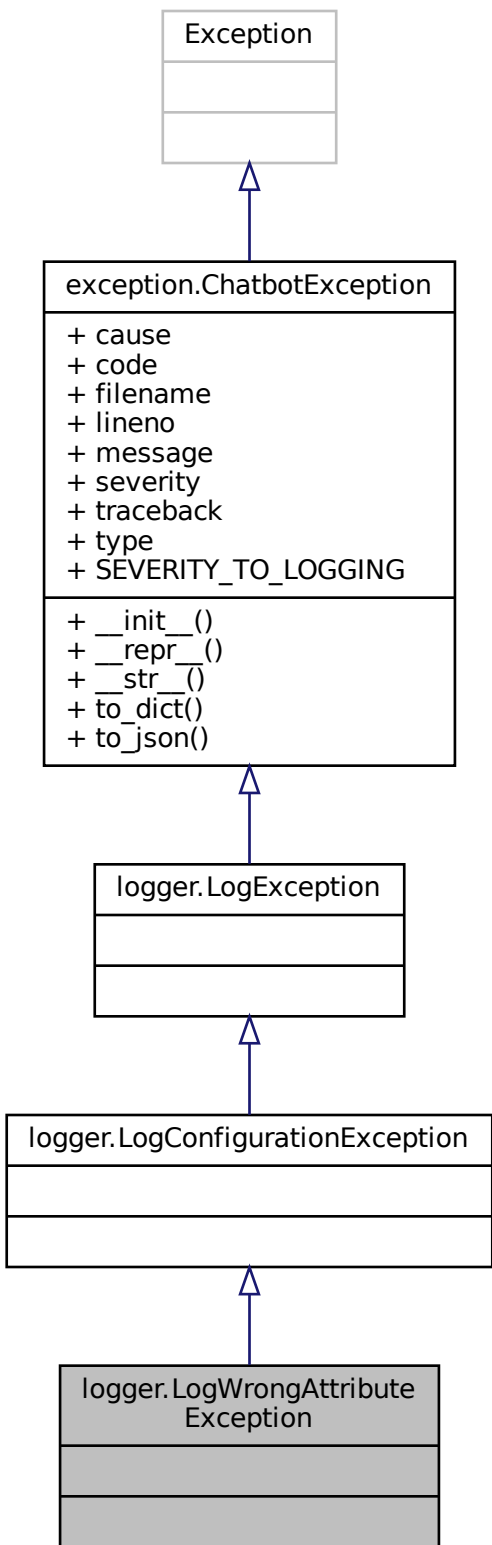 Exception
exception.ChatbotException
+ cause
+ code
+ filename
+ lineno
+ message
+ severity
+ traceback
+ type
+ SEVERITY_TO_LOGGING
+ __init__()
+ __repr__()
+ __str__()
+ to_dict()
+ to_json()
logger.LogException
logger.LogConfigurationException
logger.LogWrongAttribute
Exception